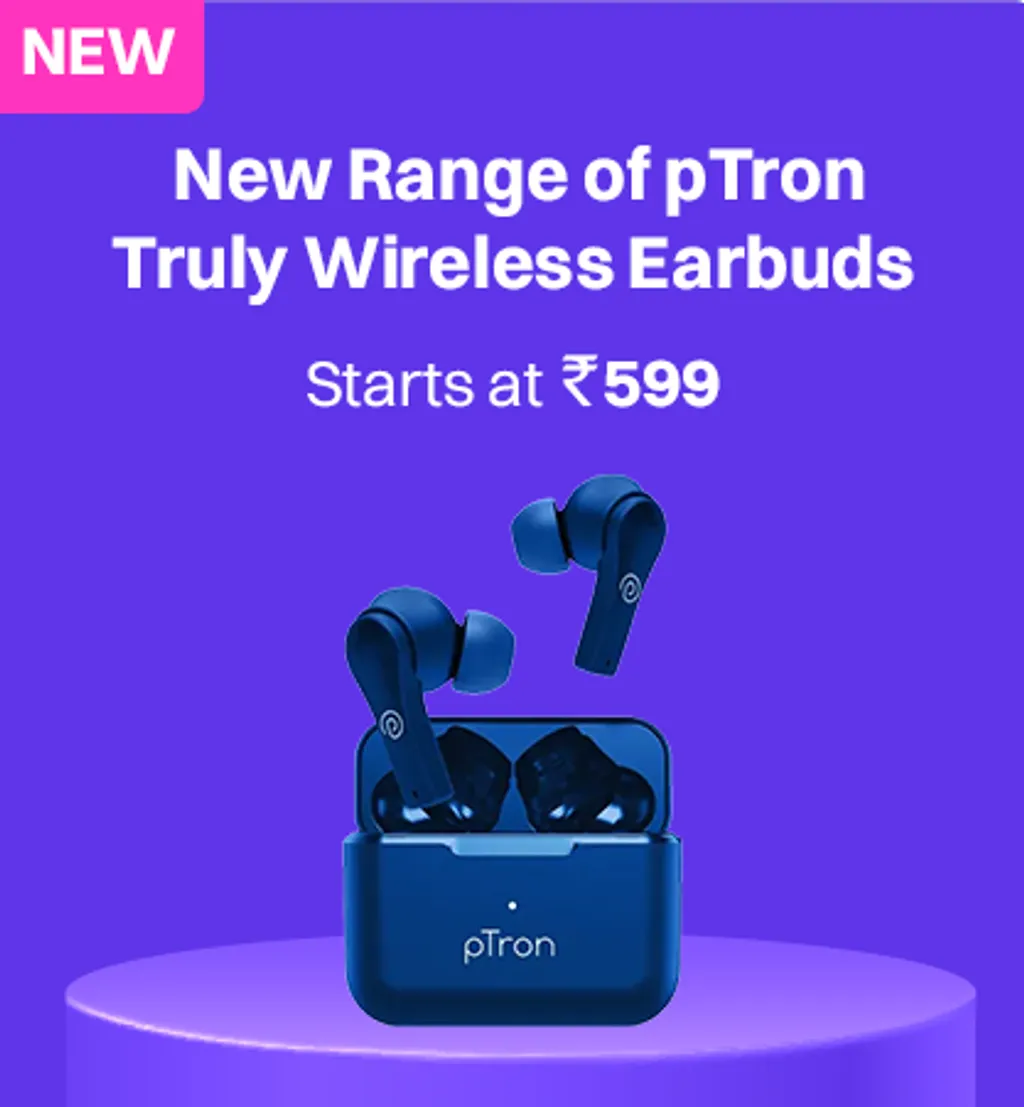 NEW
New Range of pTron
Truly Wireless Earbuds
Starts at ₹599
pTron